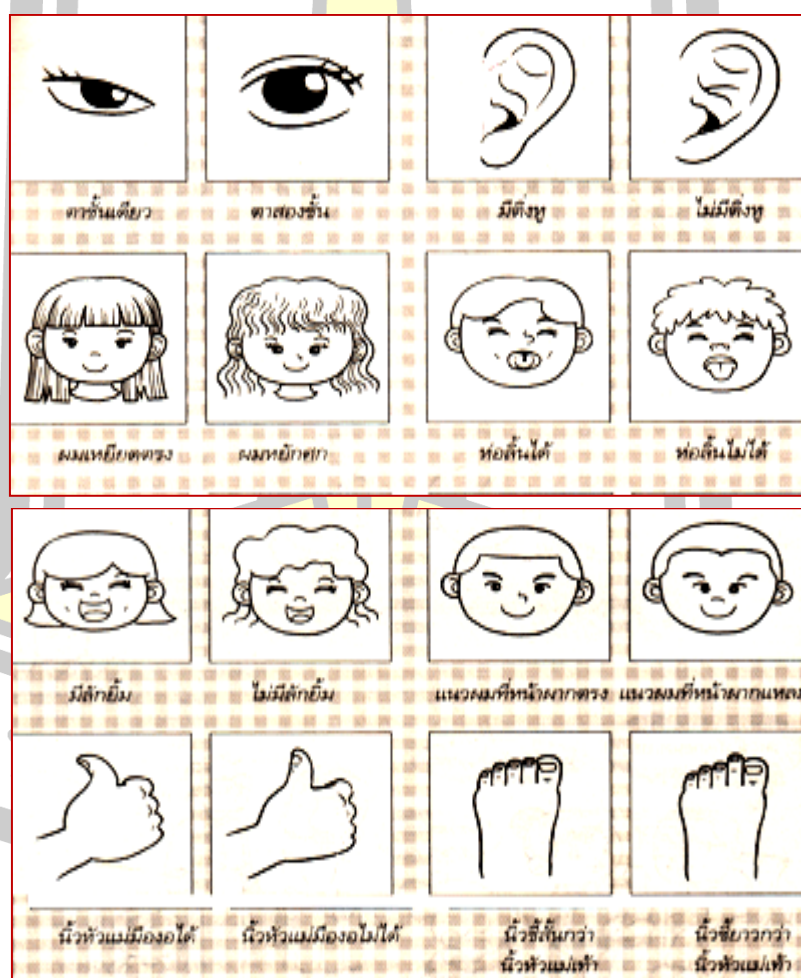 ตาชั้นเดียว ตาสองชั้น มีติ่งหู ไม่มีติ่งหู
ผมเหยียดตรง ผมหยักศก ห่อลิ้นได้ ห่อลิ้นไม่ได้
มีลักยิ้ม ไม่มีลักยิ้ม แนวผมที่หน้าผากตรง แนวผมที่หน้าผากแหลม
นิ้วหัวแม่มืองอได้ นิ้วหัวแม่มืองอไม่ได้ นิ้วชี้สั้นกว่า นิ้วชี้ยาวกว่า
นิ้วหัวแม่เท้า นิ้วหัวแม่เท้า